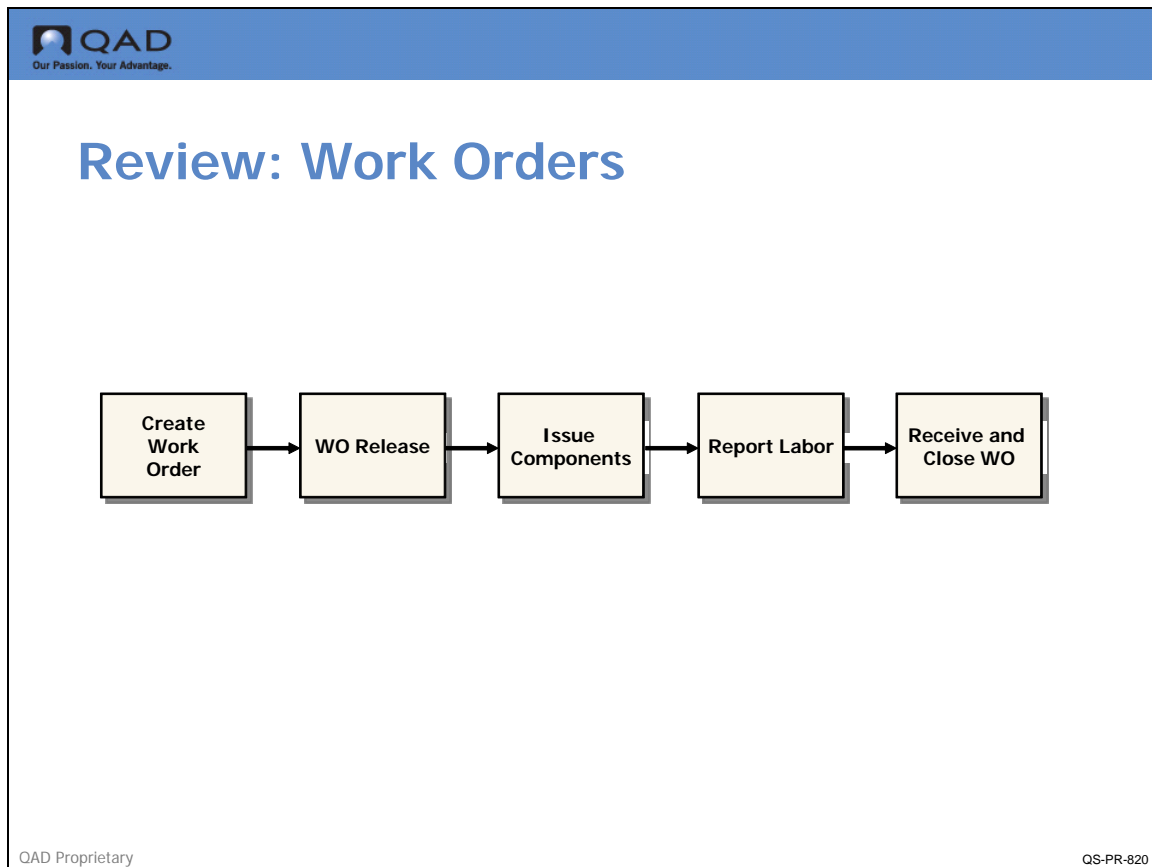 QAD
Our Passion. Your Advantage.
Review: Work Orders
Create
Work
Order
WO Release
Issue
Components
Report Labor
Receive and
Close WO
QAD Proprietary
QS-PR-820